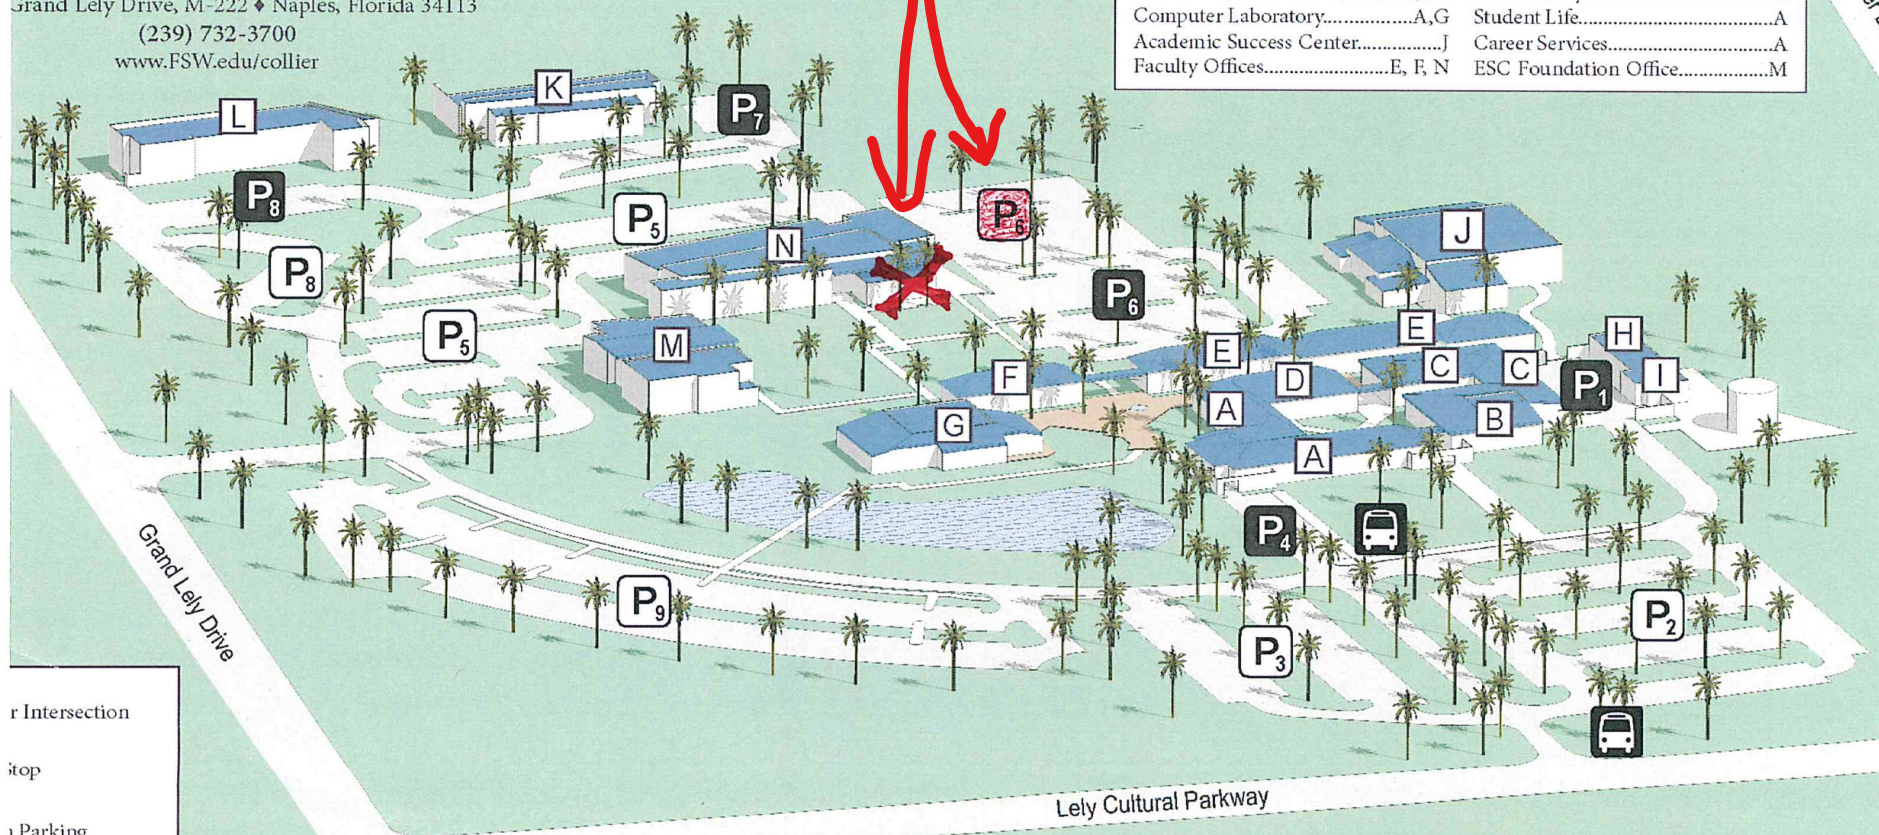 Grand Lely Drive, M-222 ♦ Naples, Florida 34113
(239) 732-3700
www.FSW.edu/collier
Computer Laboratory...............A,G
Academic Success Center...............J
Faculty Offices......................E, F, N
Student Life..................................A
Career Services.............................A
ESC Foundation Office................M
K
L
P7
P8
P5
P6
N
J
P8
P6
P5
M
E
E
H
F
D
C
C
I
P1
A
G
B
A
P4
P9
P3
P2
Grand Lely Drive
Lely Cultural Parkway
r Intersection
Stop
Parking